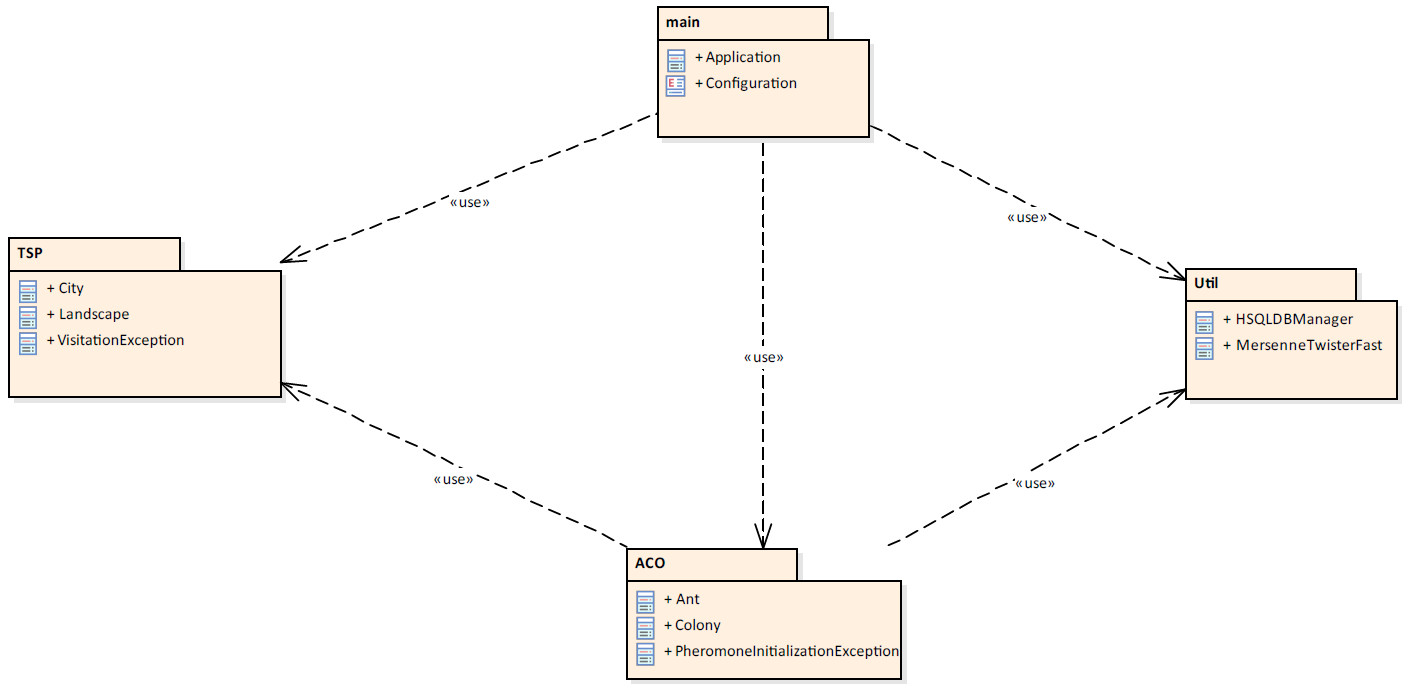 main
+ Application
+ Configuration
«use»
«use»
TSP
+ City
+ Landscape
+ VisitationException
Util
+ HSQLDBManager
+ MersenneTwisterFast
«use»
«use»
«use»
ACO
+ Ant
+ Colony
+ PheromoneInitializationException